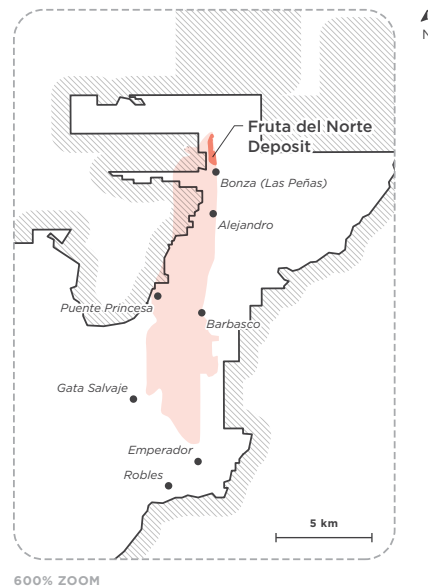 N
Fruta del Norte
Deposit
Bonza (Las Peñas)
Alejandro
Puente Princesa
Barbasco
Gata Salvaje
Emperador
Robles
5 km
600% ZOOM